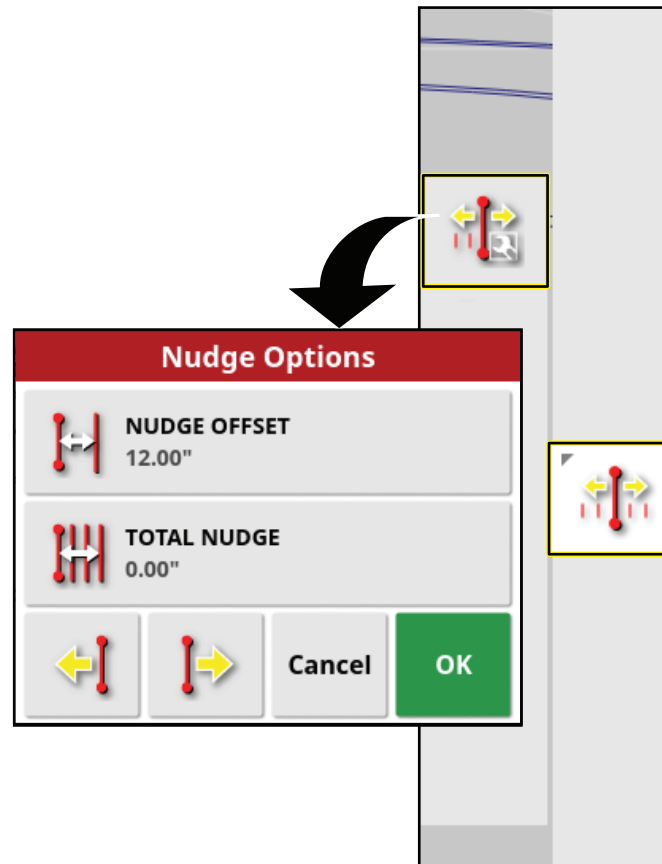 Nudge Options
NUDGE OFFSET
12.00"
TOTAL NUDGE
0.00"
Cancel
OK